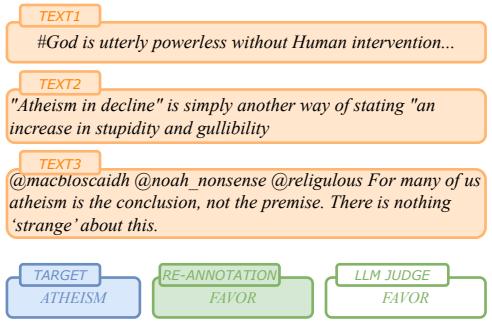 TEXT1
#God is utterly powerless without Human intervention...
TEXT2
"Atheism in decline" is simply another way of stating "an
increase in stupidity and gullibility
TEXT3
@macbloscaidh @noah_nonsense @religulous For many of us
atheism is the conclusion, not the premise. There is nothing
‘strange’ about this.
TARGET
ATHEISM
RE-ANNOTATION
FAVOR
LLM JUDGE
FAVOR